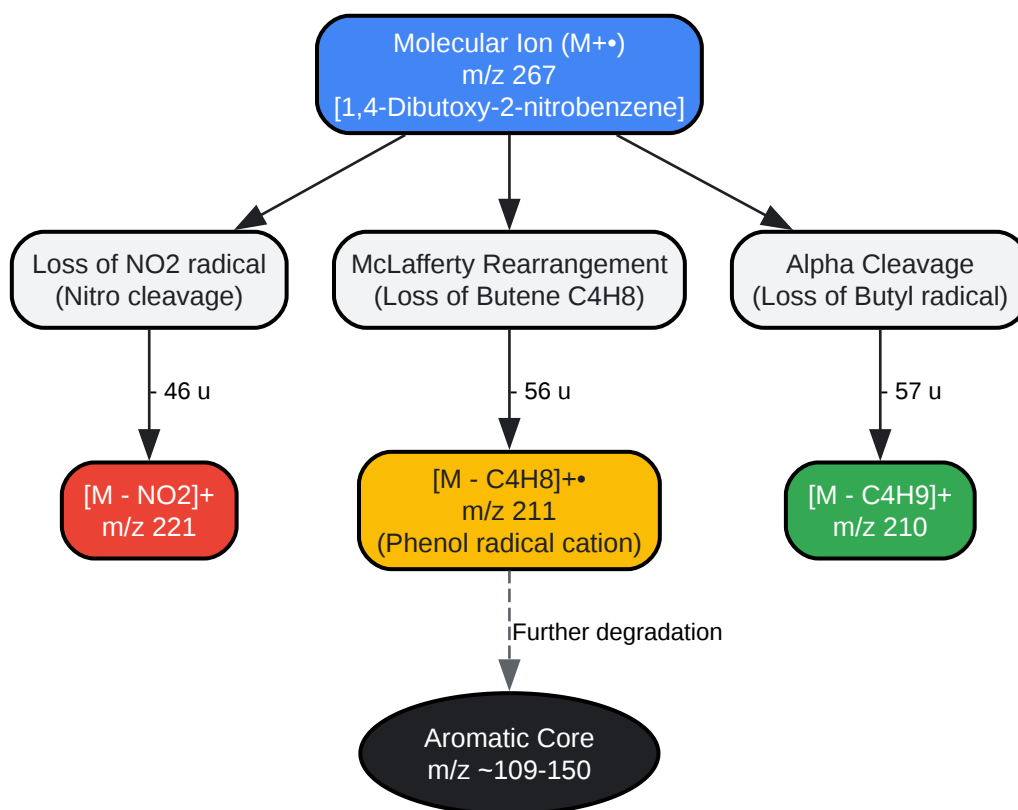 Molecular Ion (M+•)
m/z 267
[1,4-Dibutoxy-2-nitrobenzene]
Loss of NO2 radical
(Nitro cleavage)
McLafferty Rearrangement
(Loss of Butene C4H8)
Alpha Cleavage
(Loss of Butyl radical)
- 46 u
- 56 u
- 57 u
[M - NO2]+
m/z 221
[M - C4H8]+•
m/z 211
(Phenol radical cation)
[M - C4H9]+
m/z 210
Further degradation
Aromatic Core
m/z ~109-150